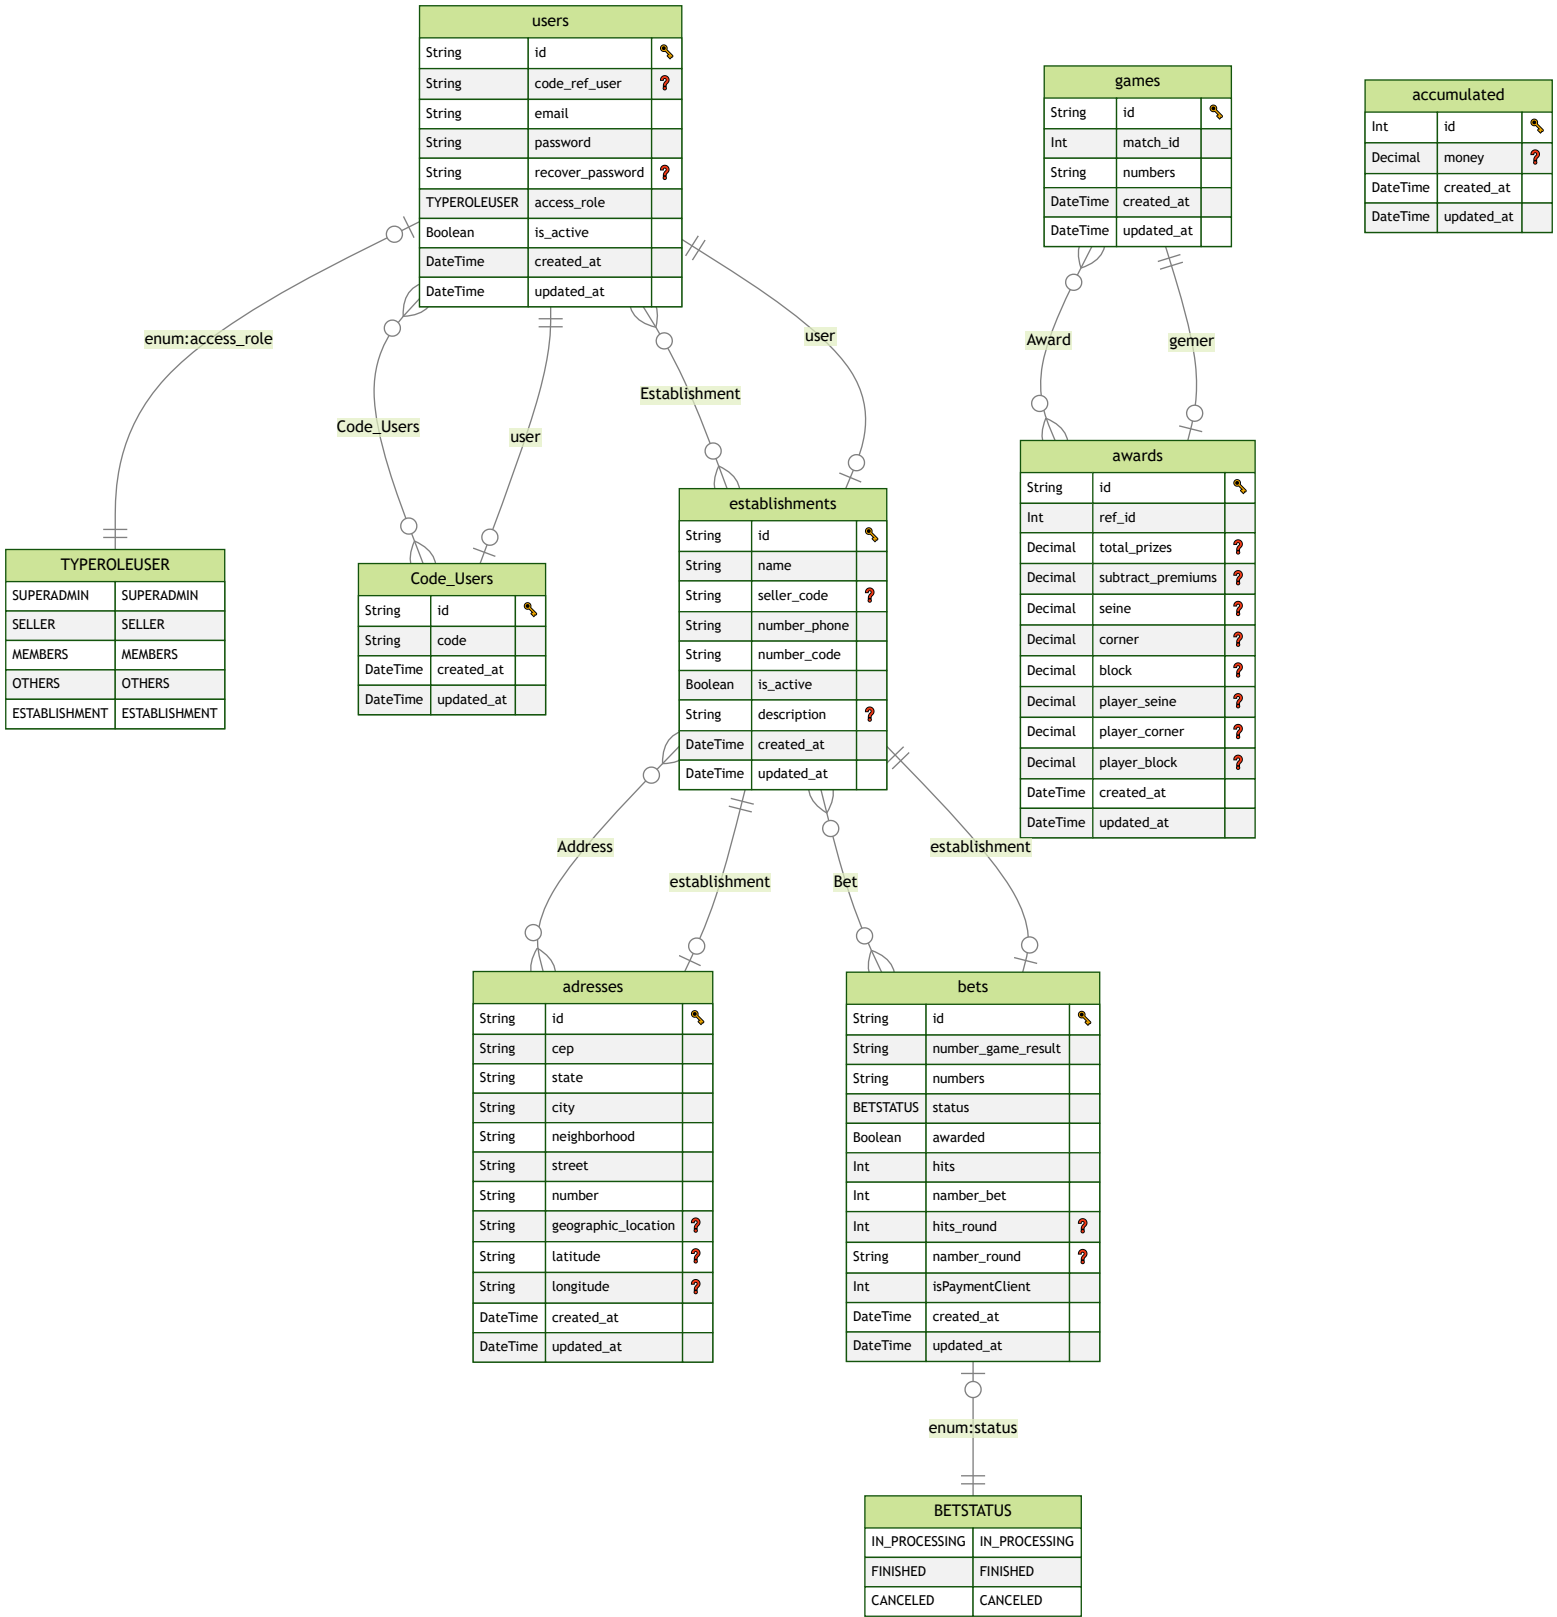 users
String id
String code_ref_user
String email
String password
String recover_password
TYPEROLEUSER access_role
Boolean is_active
DateTime created_at
DateTime updated_at
games
String id
Int match_id
String numbers
DateTime created_at
DateTime updated_at
accumulated
Int id
Decimal money
DateTime created_at
DateTime updated_at
enum:access_role
Code_Users
user
Establishment
user
Award
gemer
TYPEROLEUSER
SUPERADMIN SUPERADMIN
SELLER SELLER
MEMBERS MEMBERS
OTHERS OTHERS
ESTABLISHMENT ESTABLISHMENT
Code_Users
String id
String code
DateTime created_at
DateTime updated_at
establishments
String id
String name
String seller_code
String number_phone
String number_code
Boolean is_active
String description
DateTime created_at
DateTime updated_at
awards
String id
Int ref_id
Decimal total_prizes
Decimal subtract_premiums
Decimal seine
Decimal corner
Decimal block
Decimal player_seine
Decimal player_corner
Decimal player_block
DateTime created_at
DateTime updated_at
Address
establishment
Bet
establishment
adresses
String id
String cep
String state
String city
String neighborhood
String street
String number
String geographic_location
String latitude
String longitude
DateTime created_at
DateTime updated_at
bets
String id
String number_game_result
String numbers
BETSTATUS status
Boolean awarded
Int hits
Int namber_bet
Int hits_round
String namber_round
Int isPaymentClient
DateTime created_at
DateTime updated_at
enum:status
BETSTATUS
IN_PROCESSING IN_PROCESSING
FINISHED FINISHED
CANCELED CANCELED